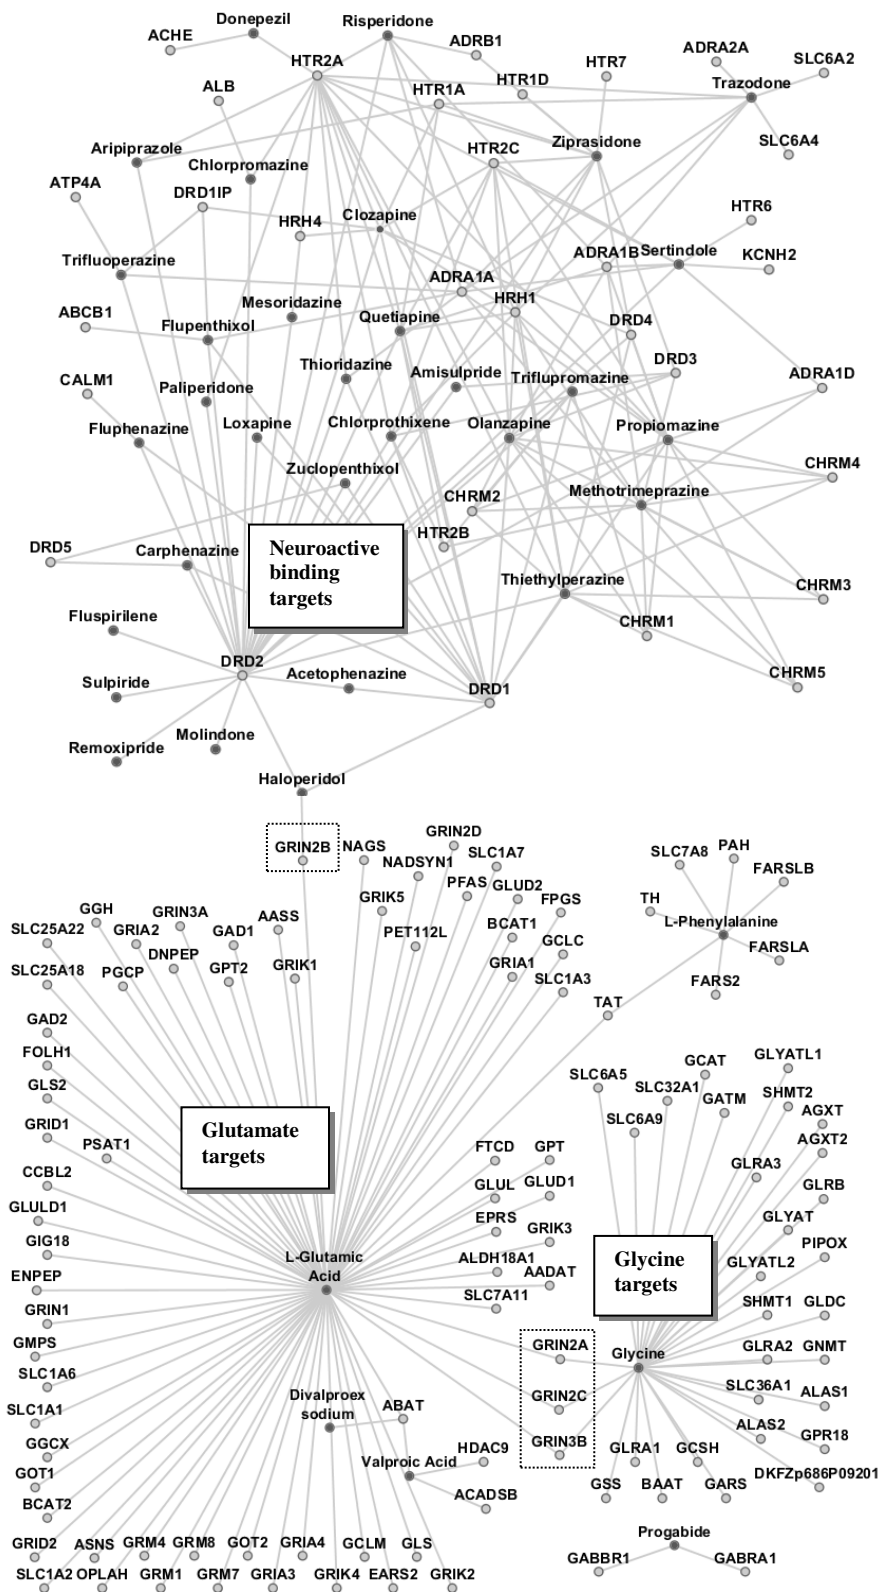 Donepezil
Risperidone
ACHE
ADRB1
ADRA2A
HTR2A
SLC6A2
HTR7
HTR1D
Trazodone
ALB
HTR1A
Ziprasidone
SLC6A4
Aripiprazole
HTR2C
Chlorpromazine
ATP4A
DRD1IP
HTR6
HRH4
Clozapine
Trifluoperazine
ADRA1B
Sertindole
KCNH2
ADRA1A
HRH1
Mesoridazine
ABCB1
Flupenthixol
Quetiapine
DRD4
DRD3
Thioridazine
Amisulpride
Triflupromazine
ADRA1D
CALM1
Paliperidone
Fluphenazine
Loxapine
Chlorprothixene
Olanzapine
Propiomazine
Zuclopenthixol
CHRM4
CHRM2
Methotrimeprazine
HTR2B
Neuroactive
binding
targets
DRD5
Carphenazine
Thiethylperazine
CHRM3
Fluspirilene
CHRM1
DRD2
Acetophenazine
CHRM5
Sulpiride
DRD1
Molindone
Remoxipride
Haloperidol
GRIN2B
NAGS
GRIN2D
NADSYN1
SLC1A7
PFAS
GLUD2
FPGS
SLC7A8
PAH
FARSLB
TH
L-Phenylalanine
FARSLA
FARS2
TAT
GGH
GRIN3A
AASS
GRIK5
SLC25A22
GRIA2
GAD1
PET112L
BCAT1
GCLC
DNPEP
GPT2
GRIK1
GRIA1
SLC1A3
SLC25A18
PGCP
GAD2
FOLH1
GLS2
GRID1
PSAT1
Glutamate
targets
CCBL2
GLULD1
GIG18
ENPEP
GRIN1
GMPS
SLC1A6
SLC1A1
GGCX
GOT1
BCAT2
L-Glutamic
Acid
FTCD
GPT
GLUL
GLUD1
EPRS
GRIK3
ALDH18A1
AADAT
SLC7A11
SLC6A5
GCAT
GLYATL1
SLC32A1
SHMT2
SLC6A9
GATM
AGXT
AGXT2
GLRA3
GLRB
GLYAT
PIPOX
Glycine
targets
GLYATL2
SHMT1
GLDC
GRIN2A
Glycine
GLRA2
GNMT
GRIN2C
SLC36A1
ALAS1
GRIN3B
ALAS2
GPR18
GLRA1
GCSH
DKFZp686P09201
GSS
BAAT
GARS
Divalproex
sodium
ABAT
Valproic Acid
HDAC9
ACADSB
Progabide
GABBR1
GABRA1
GRID2
ASNS
GRM4
GRM8
GOT2
GRIA4
GCLM
GLS
SLC1A2
OPLAH
GRM1
GRM7
GRIA3
GRIK4
EARS2
GRIK2